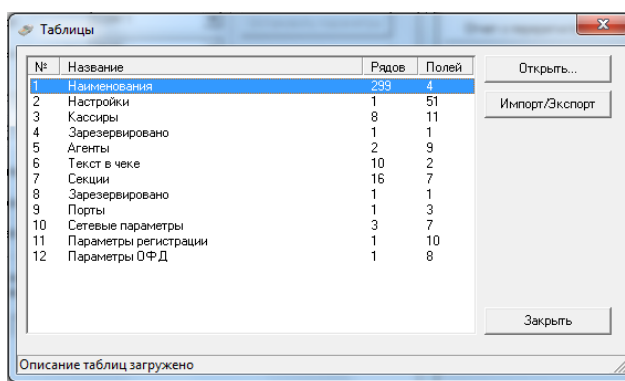 Таблицы
№ Название Рядов Полей
1 Наименования 299 4
2 Настройки 1 51
3 Кассиры 8 11
4 Зарезервировано 1 1
5 Агенты 2 9
6 Текст в чеке 10 2
7 Секции 16 7
8 Зарезервировано 1 1
9 Порты 1 3
10 Сетевые параметры 3 7
11 Параметры регистрации 1 10
12 Параметры ОФД 1 8
Открыть...
Импорт/Экспорт
Закрыть
Описание таблиц загружено